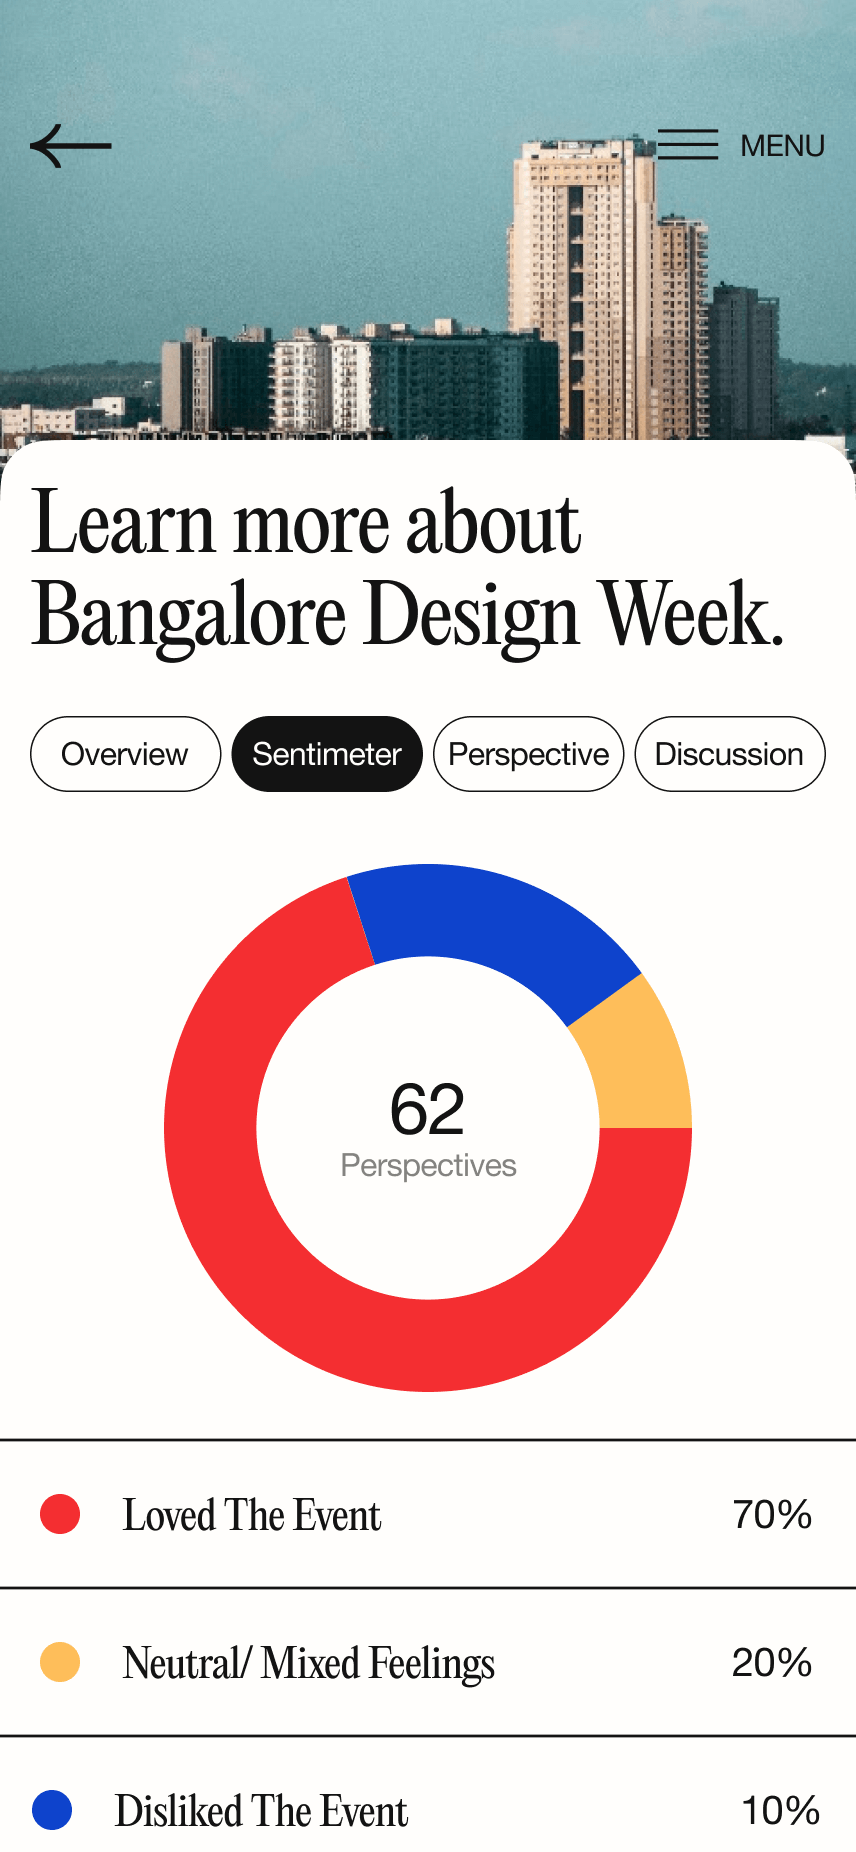 MENU
Learn more about
Bangalore Design Week.
Overview
Sentimeter
Perspective
Discussion
62
Perspectives
Loved The Event 70%
Neutral/ Mixed Feelings 20%
Disliked The Event 10%